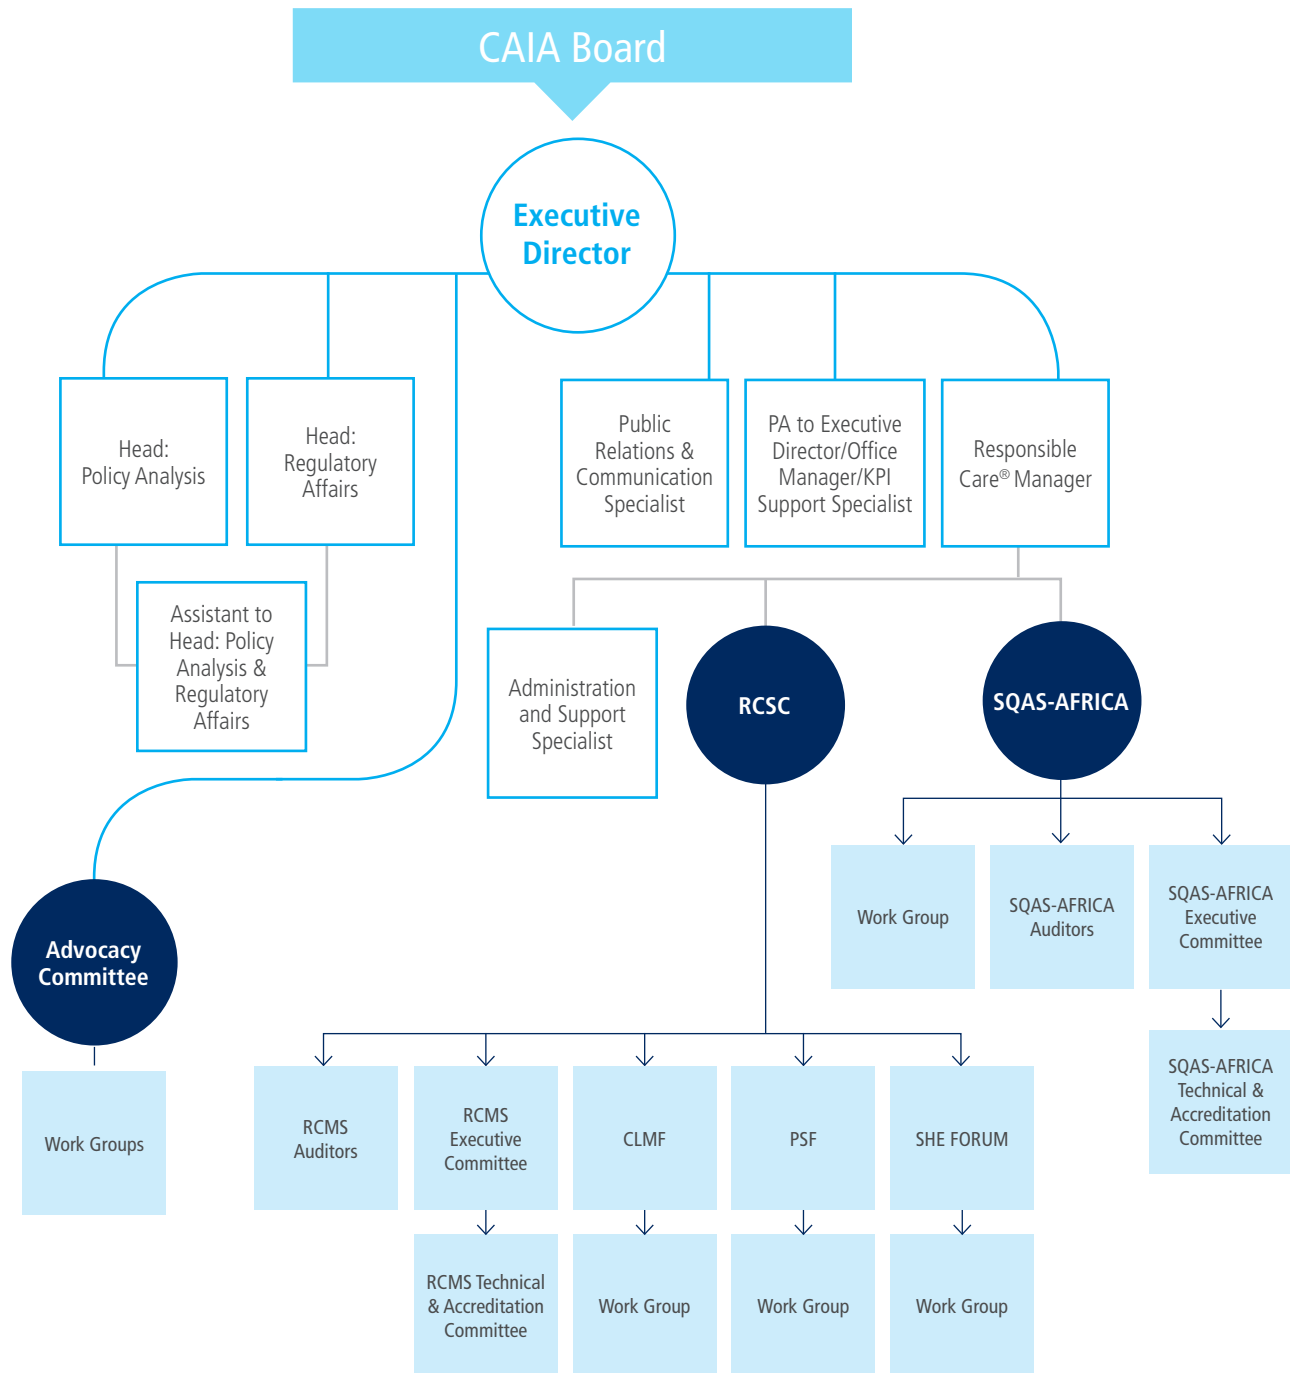 CAIA Board
Executive
Director
Head:
Policy Analysis
Head:
Regulatory
Affairs
Public
Relations &
Communication
Specialist
PA to Executive
Director/Office
Manager/KPI
Support Specialist
Responsible
Care® Manager
Assistant to
Head: Policy
Analysis &
Regulatory
Affairs
Administration
and Support
Specialist
RCSC
SQAS-AFRICA
Work Group
SQAS-AFRICA
Auditors
SQAS-AFRICA
Executive
Committee
Advocacy
Committee
SQAS-AFRICA
Technical &
Accreditation
Committee
Work Groups
RCMS
Auditors
RCMS
Executive
Committee
CLMF
PSF
SHE FORUM
RCMS Technical
& Accreditation
Committee
Work Group
Work Group
Work Group